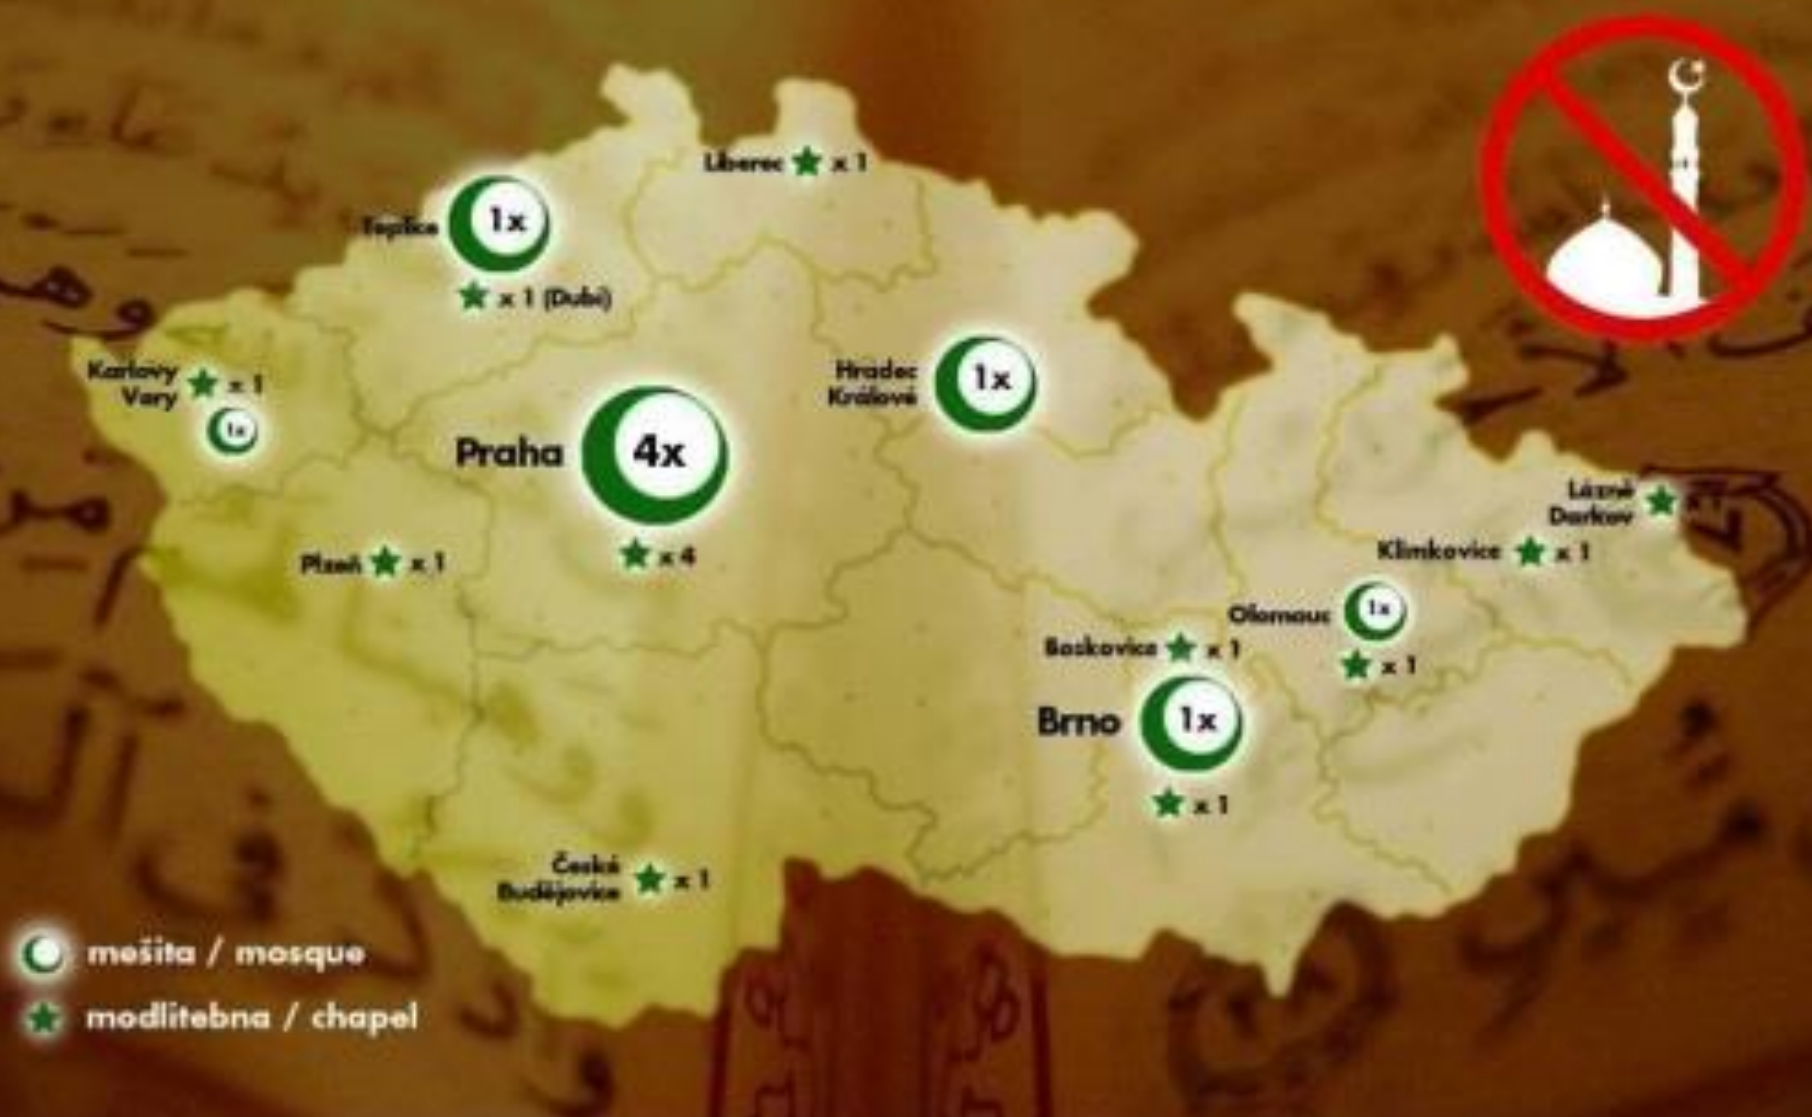 Liberec x 1
Teplice 1x
x 1 (Dubí)
Karlovy
Vary x 1
1x
Hradec
Králové 1x
Praha 4x
x 4
Plzeň x 1
Lázně
Darkov x 1
Klimkovice x 1
Olomouc 1x
x 1
Boskovice x 1
Brno 1x
x 1
České
Budějovice x 1
mešita / mosque
modlitebna / chapel